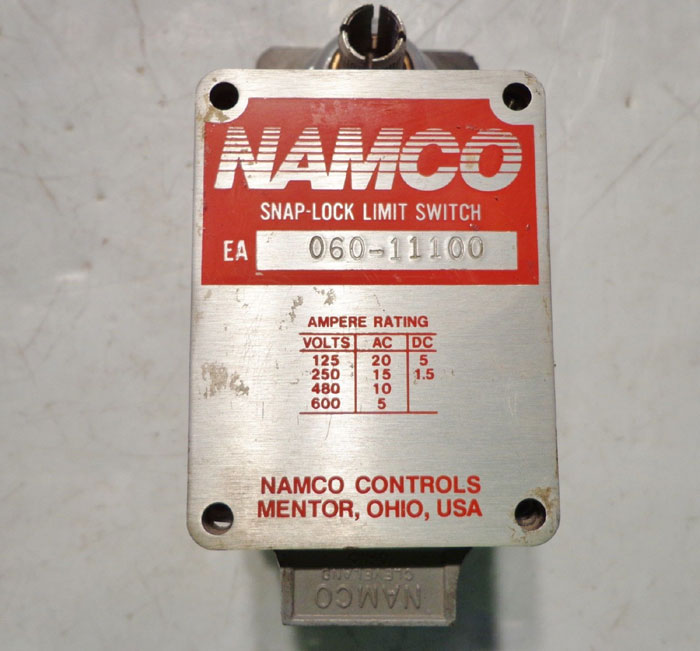 NAMCO
SNAP-LOCK LIMIT SWITCH
EA 060-11100
AMPERE RATING
VOLTS AC DC
125 20 5
250 15 1.5
480 10
600 5
NAMCO CONTROLS
MENTOR, OHIO, USA
NAMCO
CLEVELAND